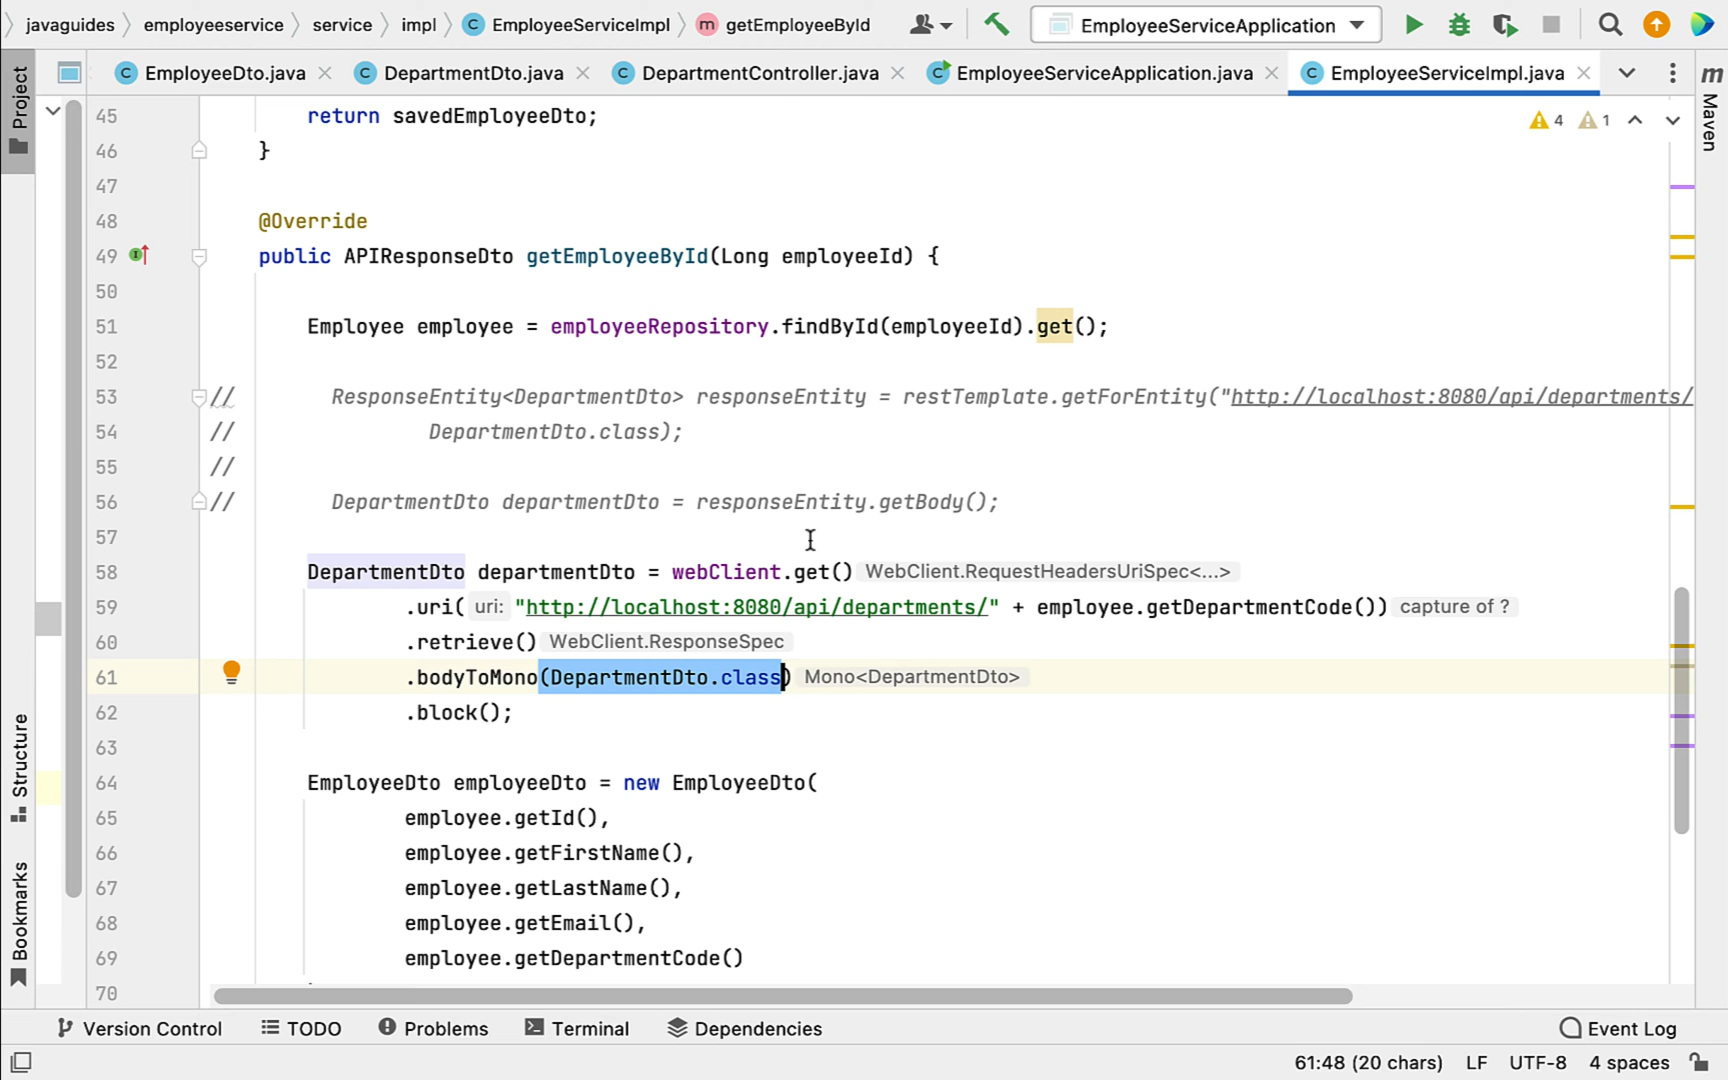 javaguides employeeservice service impl EmployeeServiceImpl getEmployeeById EmployeeServiceApplication
Project
EmployeeDto.java DepartmentDto.java DepartmentController.java EmployeeServiceApplication.java EmployeeServiceImpl.java
Maven
4 1
45 return savedEmployeeDto;
46 }
47
48 @Override
49 public APIResponseDto getEmployeeById(Long employeeId) {
50
51 Employee employee = employeeRepository.findById(employeeId).get();
52
53 // ResponseEntity<DepartmentDto> responseEntity = restTemplate.getForEntity("http://localhost:8080/api/departments/
54 // DepartmentDto.class);
55 //
56 // DepartmentDto departmentDto = responseEntity.getBody();
57
58 DepartmentDto departmentDto = webClient.get() WebClient.RequestHeadersUriSpec<...>
59 .uri( uri: "http://localhost:8080/api/departments/" + employee.getDepartmentCode()) capture of ?
60 .retrieve() WebClient.ResponseSpec
61 .bodyToMono(DepartmentDto.class) Mono<DepartmentDto>
62 .block();
63
64 EmployeeDto employeeDto = new EmployeeDto(
65 employee.getId(),
66 employee.getFirstName(),
67 employee.getLastName(),
68 employee.getEmail(),
69 employee.getDepartmentCode()
70
Structure
Bookmarks
Version Control TODO Problems Terminal Dependencies Event Log
61:48 (20 chars) LF UTF-8 4 spaces